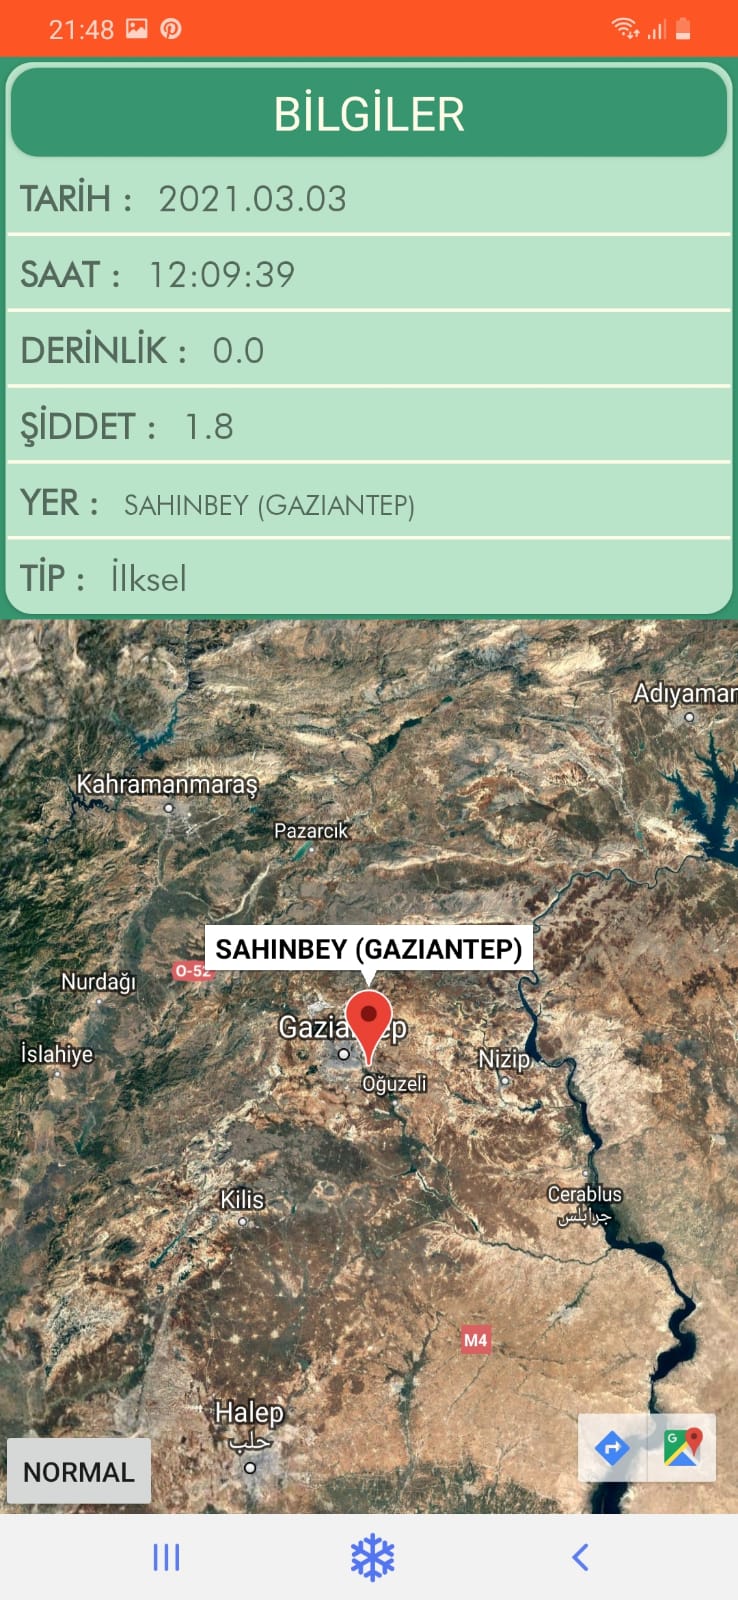 21:48
BİLGİLER
TARİH : 2021.03.03
SAAT : 12:09:39
DERİNLİK : 0.0
ŞİDDET : 1.8
YER : SAHINBEY (GAZIANTEP)
TİP : İlksel
Adıyaman
Kahramanmaraş
Pazarcık
SAHINBEY (GAZIANTEP)
O-52
Nurdağı
Gaziantep
İslahiye
Nizip
Oğuzeli
Kilis
Cerablus
جرابلس
M4
Halep
حلب
G
NORMAL